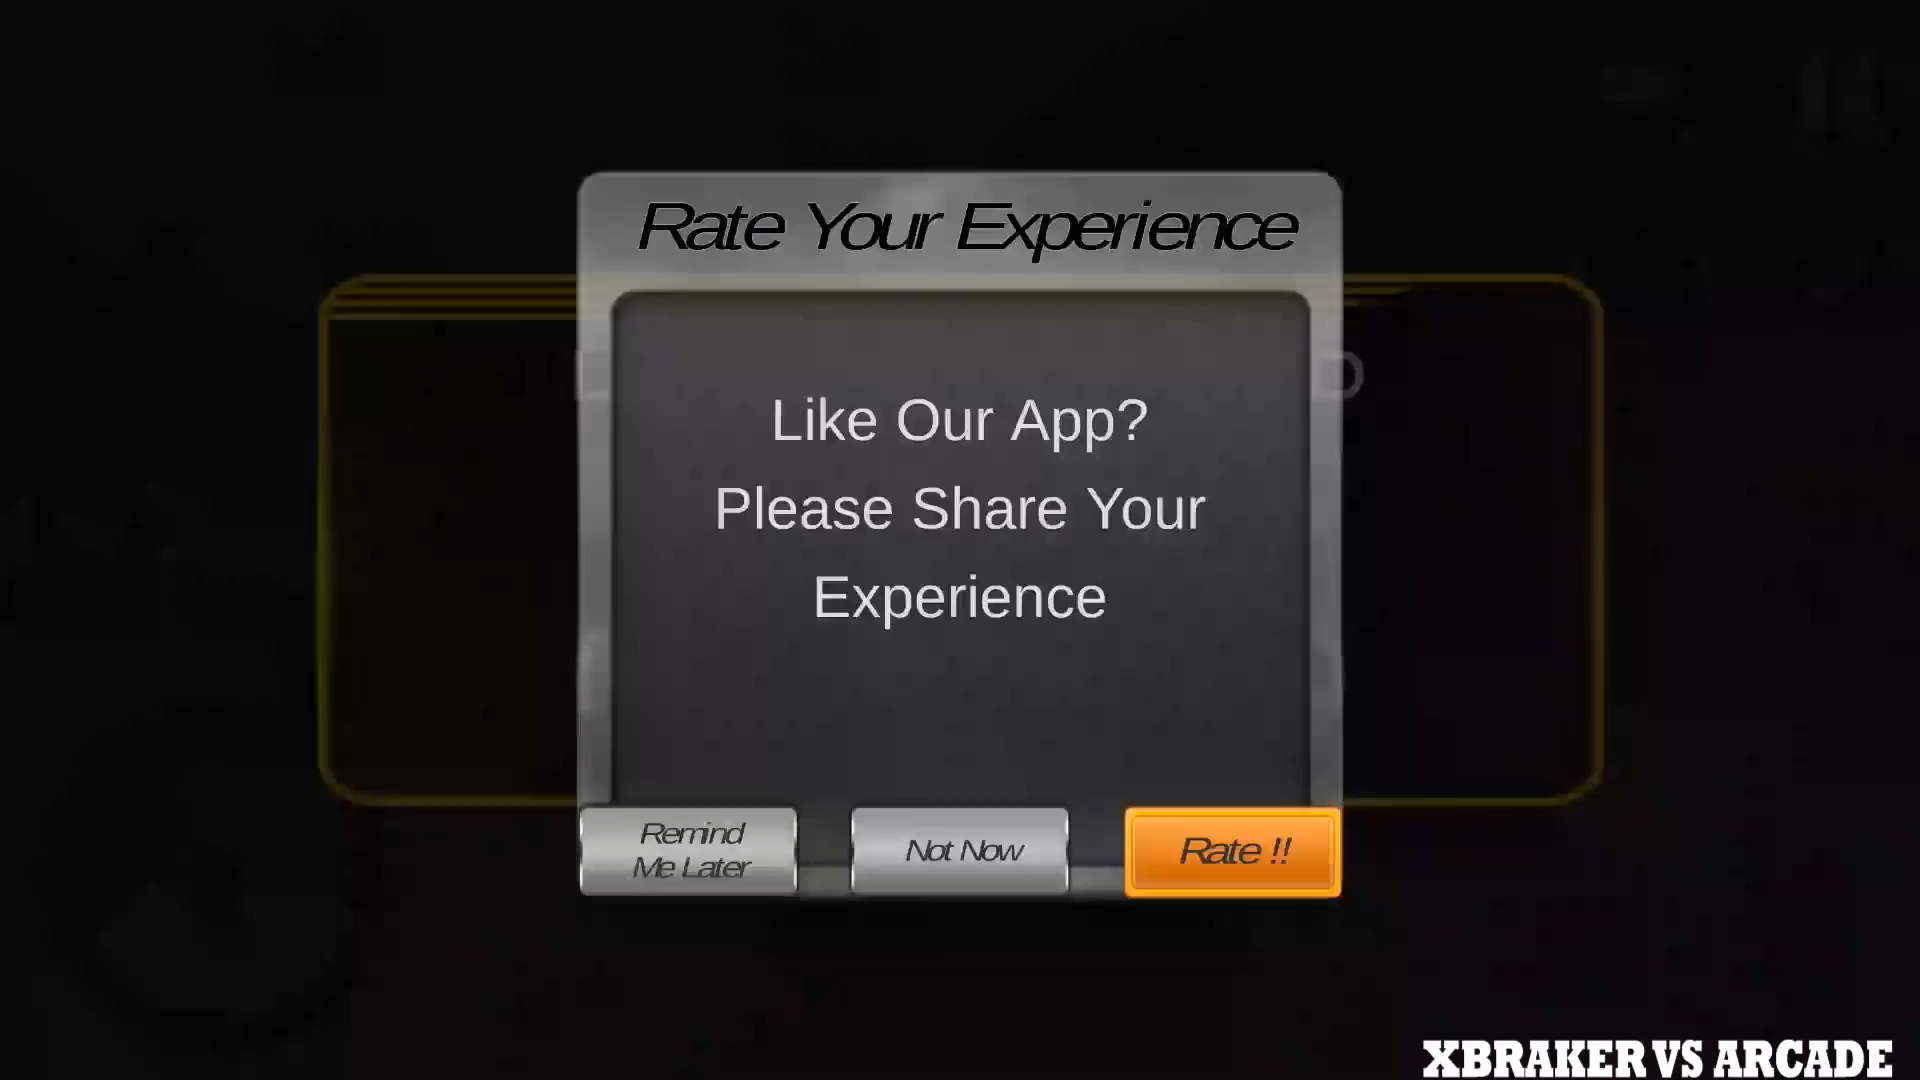 Rate Your Experience
Like Our App?
Please Share Your
Experience
Remind
Me Later
Not Now
Rate !!
XBRAKER VS ARCADE